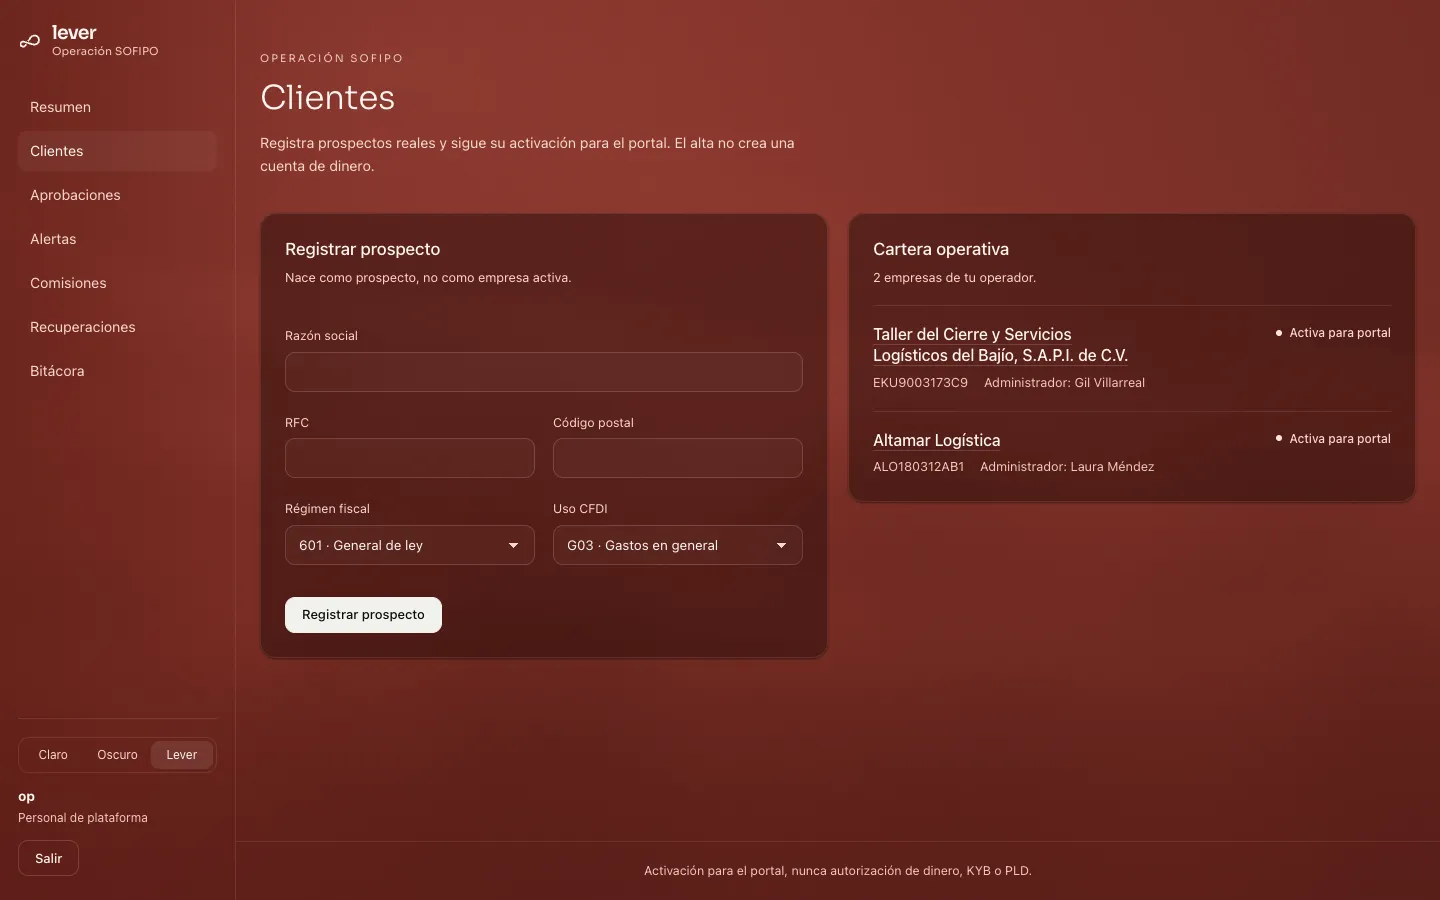 lever
Operación SOFIPO
Resumen
Clientes
Aprobaciones
Alertas
Comisiones
Recuperaciones
Bitácora
Claro
Oscuro
Lever
op
Personal de plataforma
Salir
OPERACIÓN SOFIPO
Clientes
Registra prospectos reales y sigue su activación para el portal. El alta no crea una
cuenta de dinero.
Registrar prospecto
Nace como prospecto, no como empresa activa.
Razón social
RFC
Código postal
Régimen fiscal
Uso CFDI
601 · General de ley
G03 · Gastos en general
Registrar prospecto
Cartera operativa
2 empresas de tu operador.
Taller del Cierre y Servicios
Logísticos del Bajío, S.A.P.I. de C.V.
Activa para portal
EKU9003173C9 Administrador: Gil Villarreal
Altamar Logística
Activa para portal
ALO180312AB1 Administrador: Laura Méndez
Activación para el portal, nunca autorización de dinero, KYB o PLD.